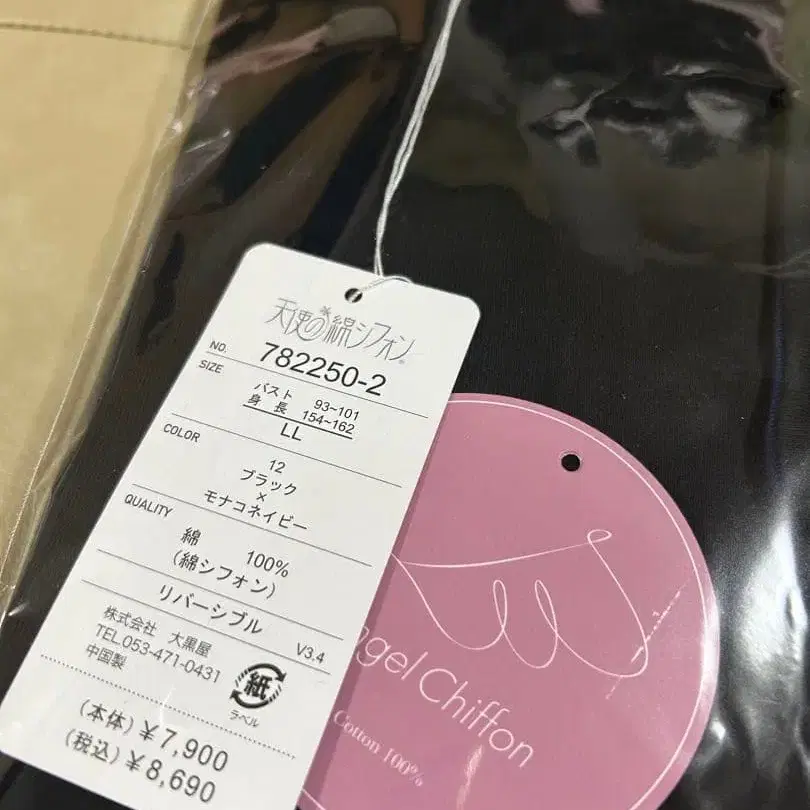 天使の綿シフォン
NO. 782250-2
SIZE
バスト 93~101
身長 154~162
LL
COLOR
12
ブラック
×
モナコネイビー
QUALITY
綿 100%
(綿シフォン)
リバーシブル
V3.4
株式会社 大黒屋
TEL.053-471-0431
中国製
紙
ラベル
(本体) ¥7,900
(税込) ¥8,690
ngel Chiffon
Cotton 100%